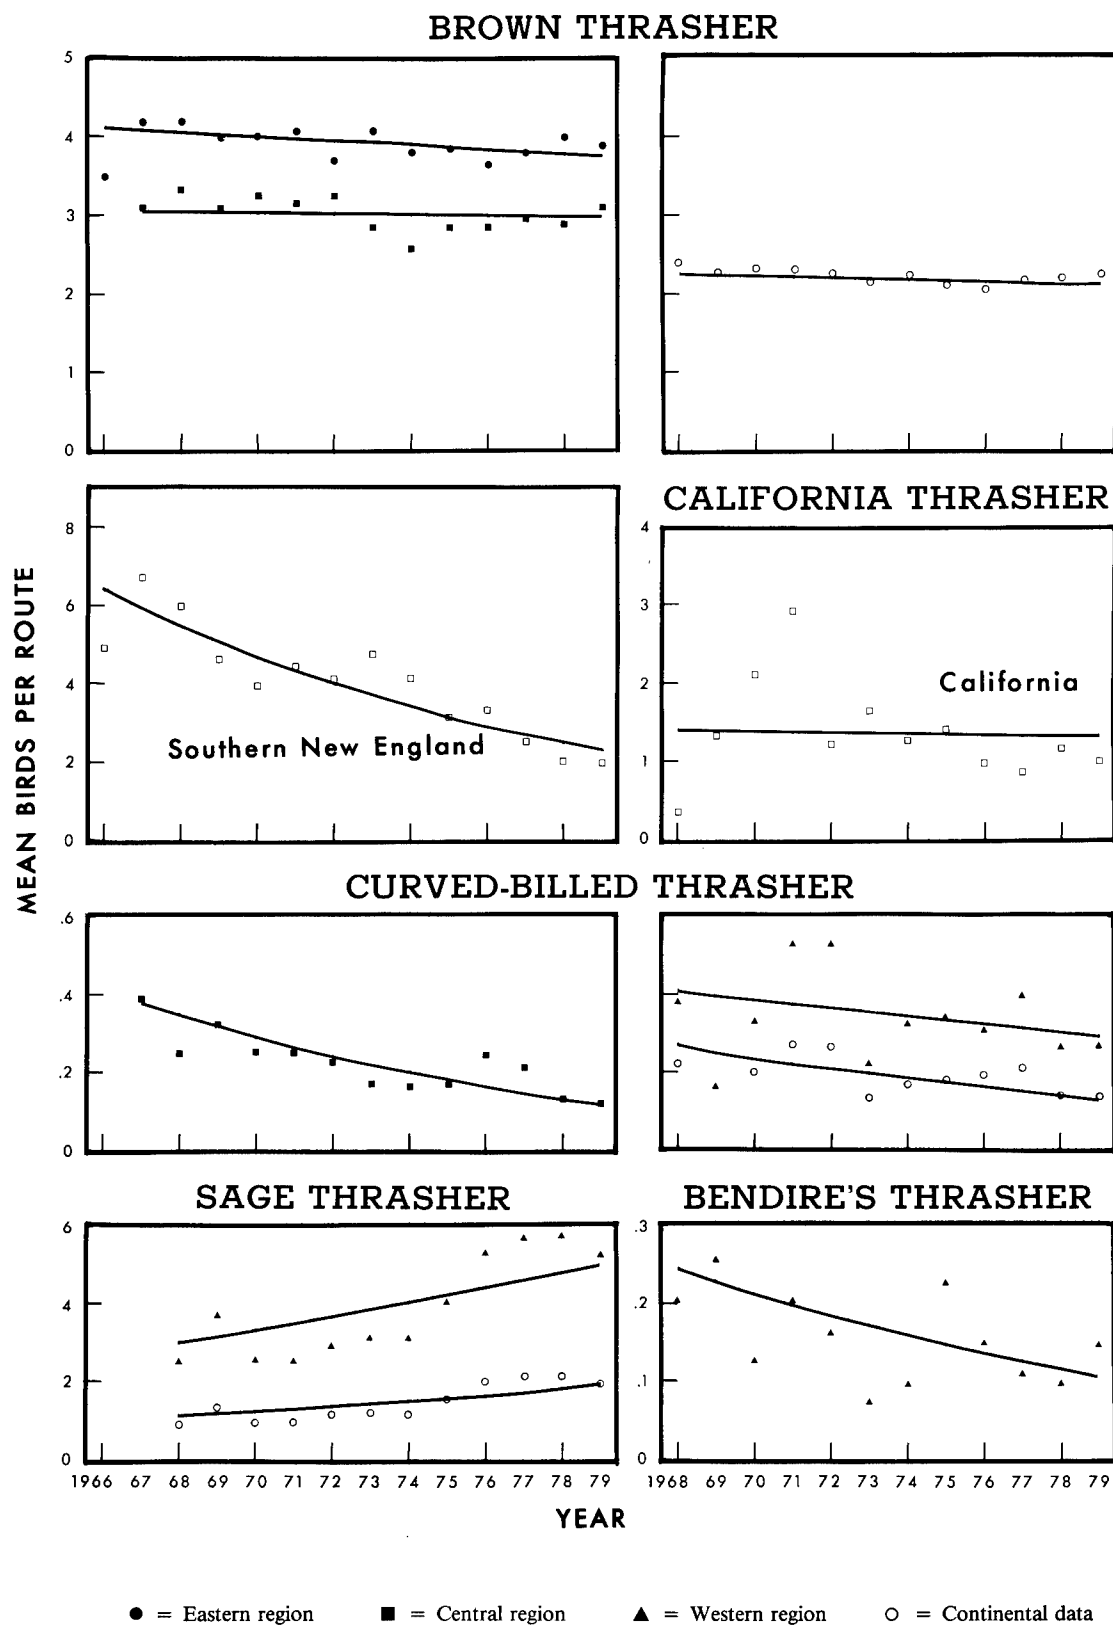 BROWN THRASHER
5
4
3
2
1
0
CALIFORNIA THRASHER
8
6
4
2
0
Southern New England
4
3
2
1
0
California
MEAN BIRDS PER ROUTE
CURVED-BILLED THRASHER
.6
.4
.2
0
SAGE THRASHER
BENDIRE'S THRASHER
6
4
2
0
.3
.2
.1
0
1966 67 68 69 70 71 72 73 74 75 76 77 78 79
1968 69 70 71 72 73 74 75 76 77 78 79
YEAR
● = Eastern region ■ = Central region ▲ = Western region ○ = Continental data